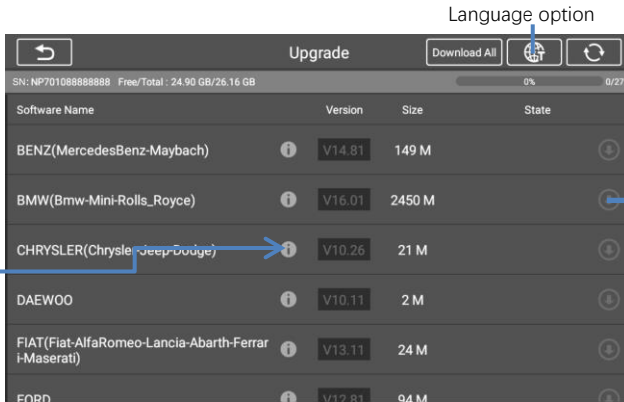 Language option
Upgrade Download All
SN: NP701088888888 Free/Total : 24.90 GB/26.16 GB 0% 0/27
Software Name Version Size State
BENZ(MercedesBenz-Maybach) V14.81 149 M
BMW(Bmw-Mini-Rolls_Royce) V16.01 2450 M
CHRYSLER(Chrysler-Jeep-Dodge) V10.26 21 M
DAEWOO V10.11 2 M
FIAT(Fiat-AlfaRomeo-Lancia-Abarth-Ferrar
i-Maserati) V13.11 24 M
FORD V12.81 94 M